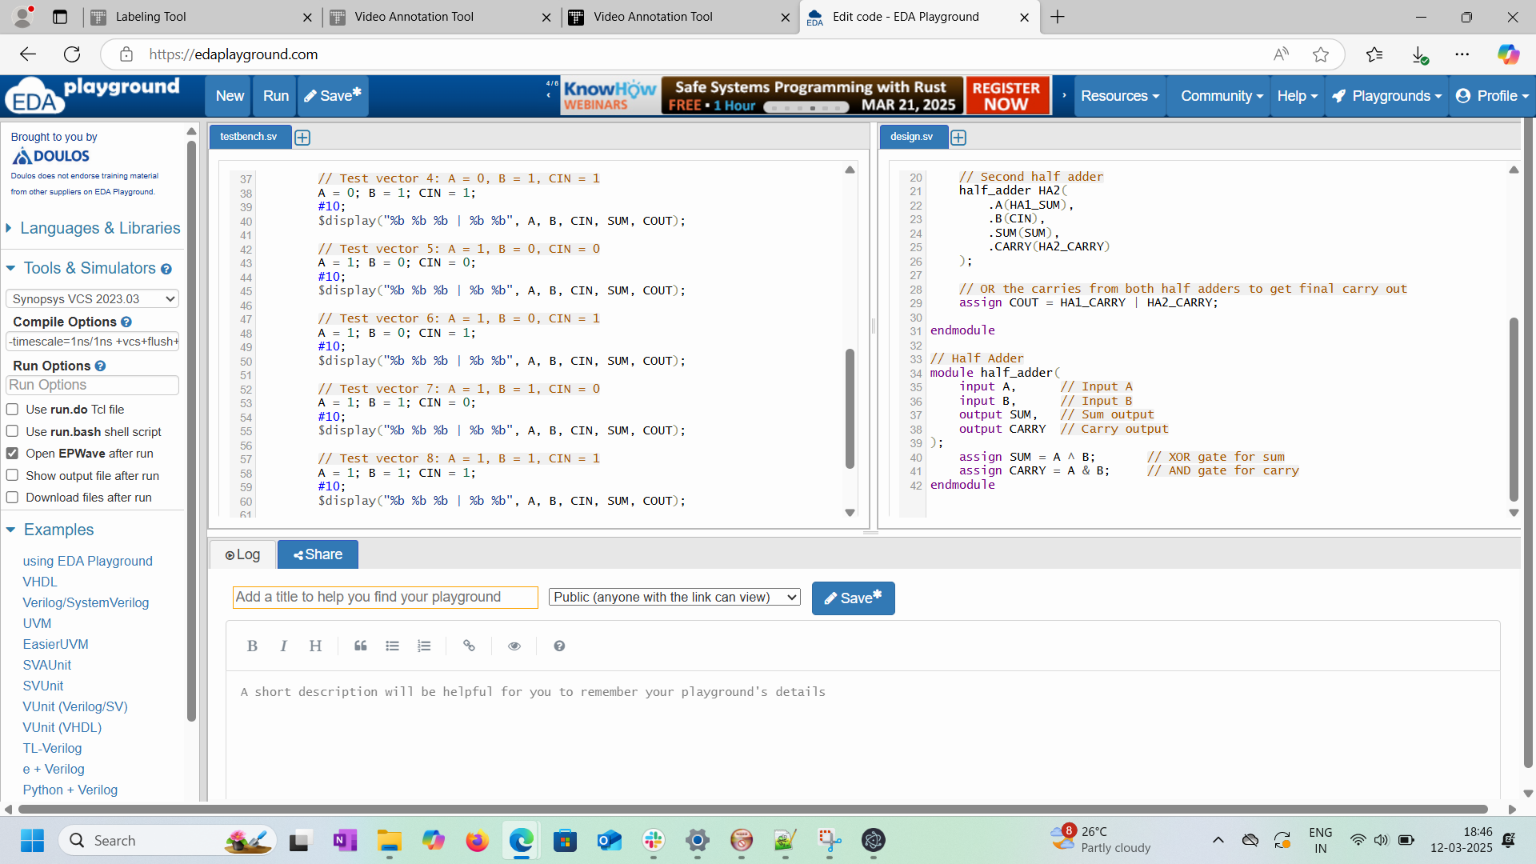 Labeling Tool
Video Annotation Tool
Video Annotation Tool
EDA
Edit code - EDA Playground
https://edaplayground.com
EDA playground
New
Run
Save*
4/6
KnowHow WEBINARS
Safe Systems Programming with Rust
FREE • 1 Hour
MAR 21, 2025
REGISTER NOW
Resources
Community
Help
Playgrounds
Profile
Brought to you by
DOULOS
Doulos does not endorse training material
from other suppliers on EDA Playground.
Languages & Libraries
Tools & Simulators
Synopsys VCS 2023.03
Compile Options
-timescale=1ns/1ns +vcs+flush+
Run Options
Run Options
Use run.do Tcl file
Use run.bash shell script
Open EPWave after run
Show output file after run
Download files after run
Examples
using EDA Playground
VHDL
Verilog/SystemVerilog
UVM
EasierUVM
SVAUnit
SVUnit
VUnit (Verilog/SV)
VUnit (VHDL)
TL-Verilog
e + Verilog
Python + Verilog
testbench.sv
37 // Test vector 4: A = 0, B = 1, CIN = 1
38 A = 0; B = 1; CIN = 1;
39 #10;
40 $display("%b %b %b | %b %b", A, B, CIN, SUM, COUT);
41
42 // Test vector 5: A = 1, B = 0, CIN = 0
43 A = 1; B = 0; CIN = 0;
44 #10;
45 $display("%b %b %b | %b %b", A, B, CIN, SUM, COUT);
46
47 // Test vector 6: A = 1, B = 0, CIN = 1
48 A = 1; B = 0; CIN = 1;
49 #10;
50 $display("%b %b %b | %b %b", A, B, CIN, SUM, COUT);
51
52 // Test vector 7: A = 1, B = 1, CIN = 0
53 A = 1; B = 1; CIN = 0;
54 #10;
55 $display("%b %b %b | %b %b", A, B, CIN, SUM, COUT);
56
57 // Test vector 8: A = 1, B = 1, CIN = 1
58 A = 1; B = 1; CIN = 1;
59 #10;
60 $display("%b %b %b | %b %b", A, B, CIN, SUM, COUT);
61
design.sv
20 // Second half adder
21 half_adder HA2(
22 .A(HA1_SUM),
23 .B(CIN),
24 .SUM(SUM),
25 .CARRY(HA2_CARRY)
26 );
27
28 // OR the carries from both half adders to get final carry out
29 assign COUT = HA1_CARRY | HA2_CARRY;
30
31 endmodule
32
33 // Half Adder
34 module half_adder(
35 input A, // Input A
36 input B, // Input B
37 output SUM, // Sum output
38 output CARRY // Carry output
39 );
40 assign SUM = A ^ B; // XOR gate for sum
41 assign CARRY = A & B; // AND gate for carry
42 endmodule
Log
Share
Add a title to help you find your playground
Public (anyone with the link can view)
Save*
B I H
A short description will be helpful for you to remember your playground's details
Search
8
26°C
Partly cloudy
ENG
IN
18:46
12-03-2025